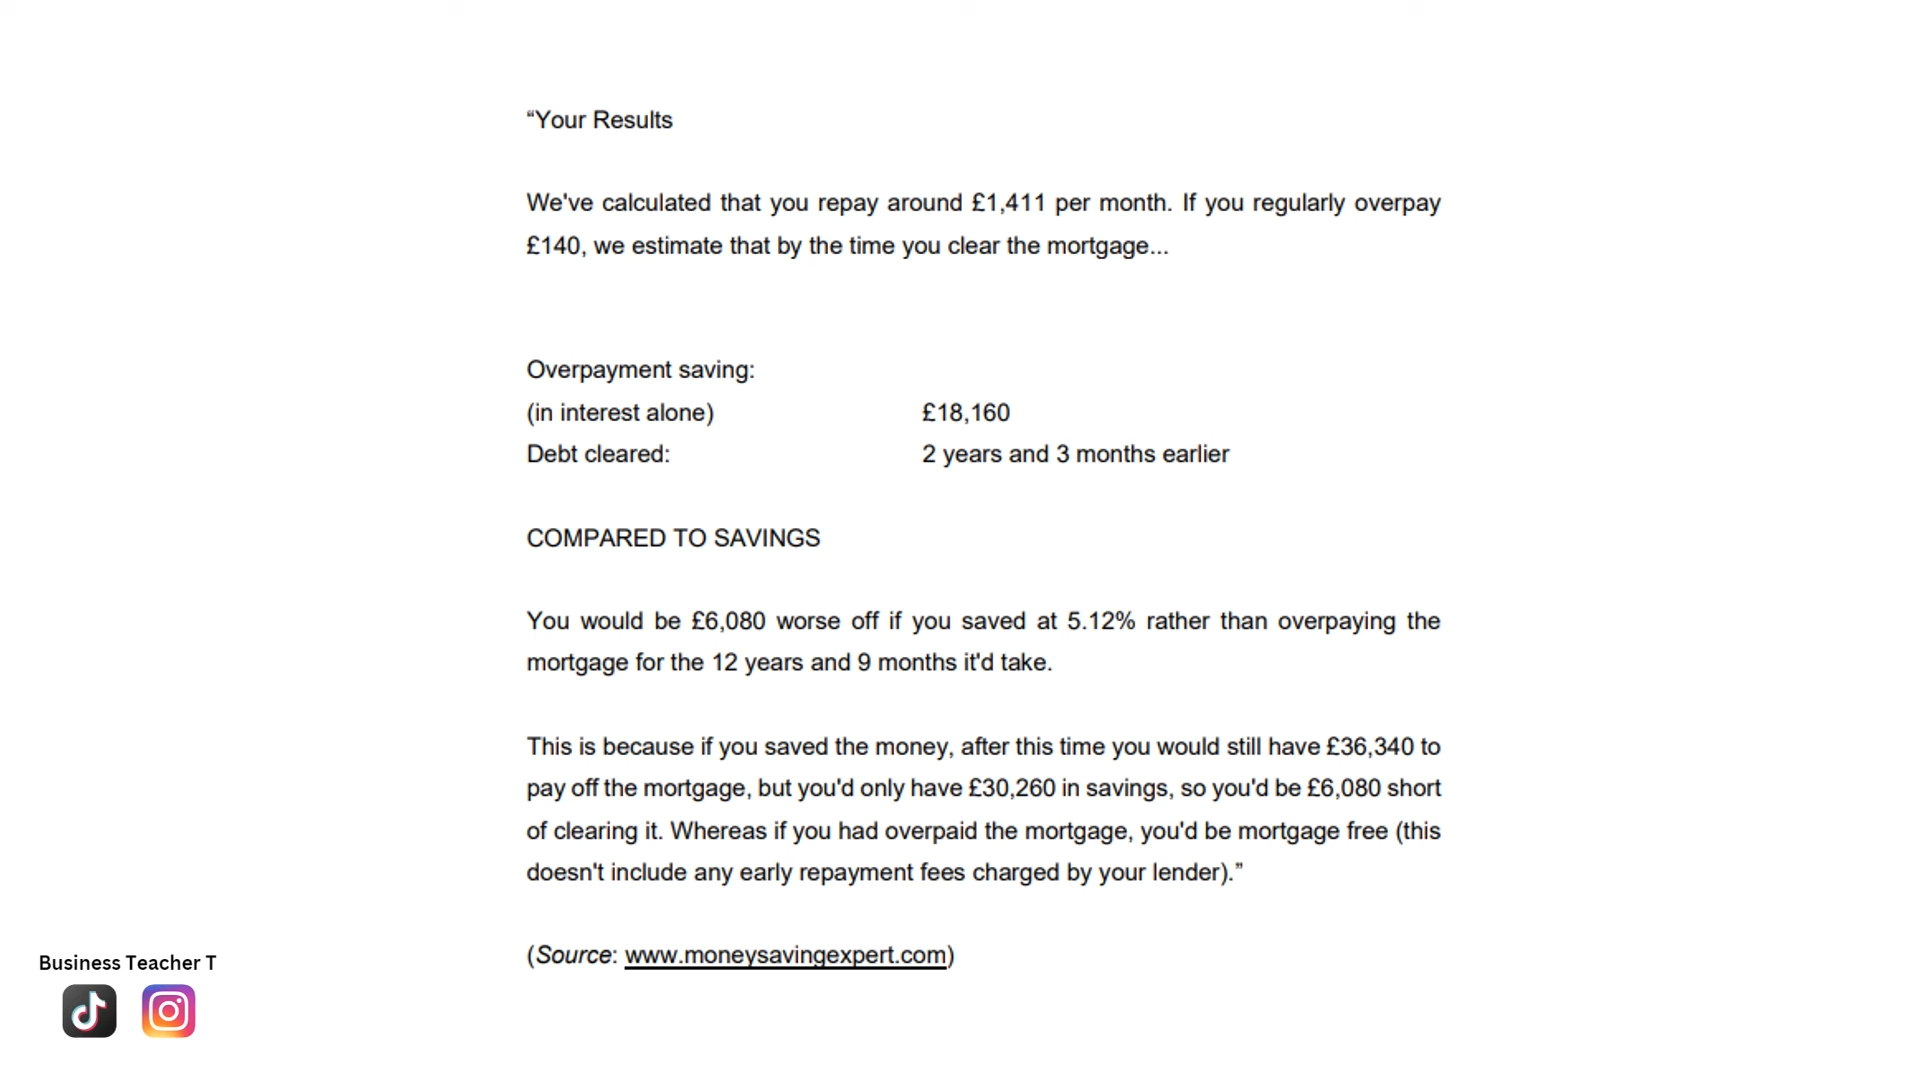 “Your Results
We've calculated that you repay around £1,411 per month. If you regularly overpay
£140, we estimate that by the time you clear the mortgage...
Overpayment saving:
(in interest alone) £18,160
Debt cleared: 2 years and 3 months earlier
COMPARED TO SAVINGS
You would be £6,080 worse off if you saved at 5.12% rather than overpaying the
mortgage for the 12 years and 9 months it'd take.
This is because if you saved the money, after this time you would still have £36,340 to
pay off the mortgage, but you'd only have £30,260 in savings, so you'd be £6,080 short
of clearing it. Whereas if you had overpaid the mortgage, you'd be mortgage free (this
doesn't include any early repayment fees charged by your lender).”
(Source: www.moneysavingexpert.com)
Business Teacher T